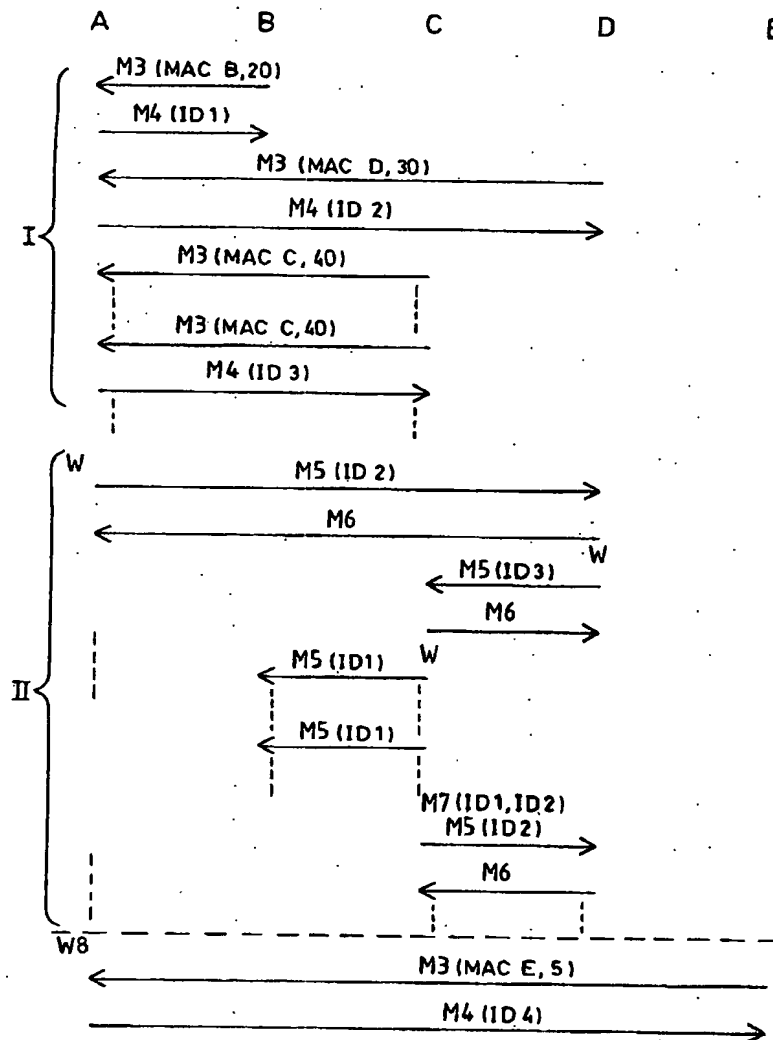 A B C D E
M3 (MAC B,20)
M4 (ID1)
M3 (MAC D,30)
M4 (ID 2)
I
M3 (MAC C, 40)
M3 (MAC C,40)
M4 (ID 3)
W
M5 (ID 2)
M6
W
M5 (ID3)
M6
W
M5 (ID1)
II
M5 (ID1)
M7(ID1,ID2)
M5 (ID2)
M6
W8
M3 (MAC E, 5)
M4 (ID 4)